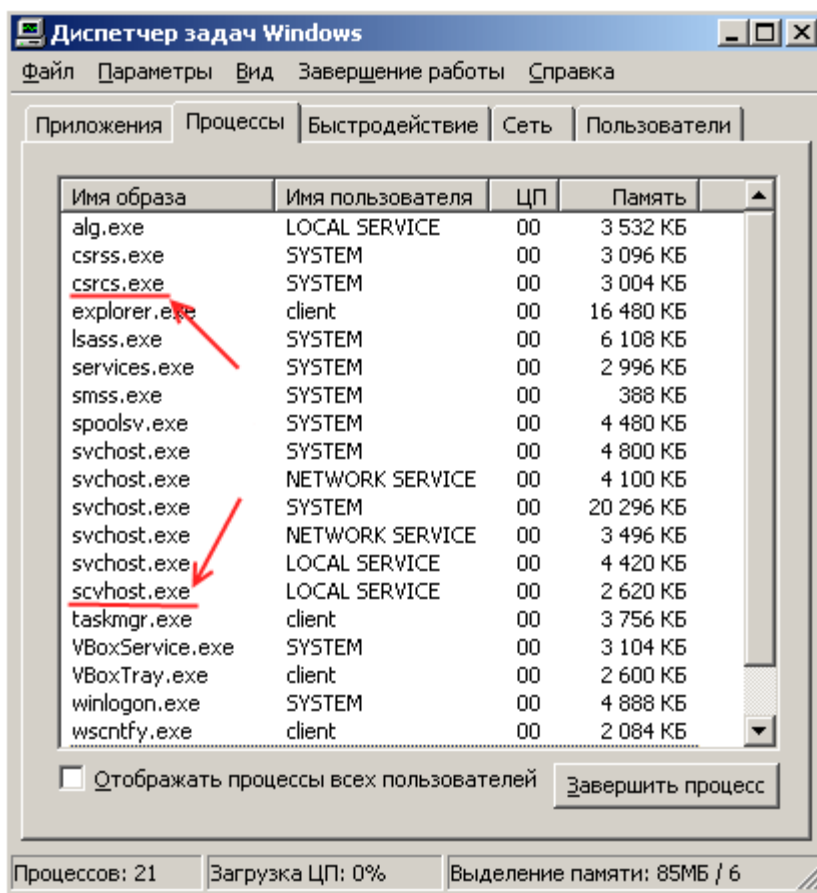 Диспетчер задач Windows
Файл Параметры Вид Завершение работы Справка
Приложения Процессы Быстродействие Сеть Пользователи
Имя образа Имя пользователя ЦП Память
alg.exe LOCAL SERVICE 00 3 532 КБ
csrss.exe SYSTEM 00 3 096 КБ
csrcs.exe SYSTEM 00 3 004 КБ
explorer.exe client 00 16 480 КБ
lsass.exe SYSTEM 00 6 108 КБ
services.exe SYSTEM 00 2 996 КБ
smss.exe SYSTEM 00 388 КБ
spoolsv.exe SYSTEM 00 4 480 КБ
svchost.exe SYSTEM 00 4 800 КБ
svchost.exe NETWORK SERVICE 00 4 100 КБ
svchost.exe SYSTEM 00 20 296 КБ
svchost.exe NETWORK SERVICE 00 3 496 КБ
svchost.exe LOCAL SERVICE 00 4 420 КБ
scvhost.exe LOCAL SERVICE 00 2 620 КБ
taskmgr.exe client 00 3 756 КБ
VBoxService.exe SYSTEM 00 3 104 КБ
VBoxTray.exe client 00 2 600 КБ
winlogon.exe SYSTEM 00 4 888 КБ
wscntfy.exe client 00 2 084 КБ
Отображать процессы всех пользователей Завершить процесс
Процессов: 21 Загрузка ЦП: 0% Выделение памяти: 85МБ / 6